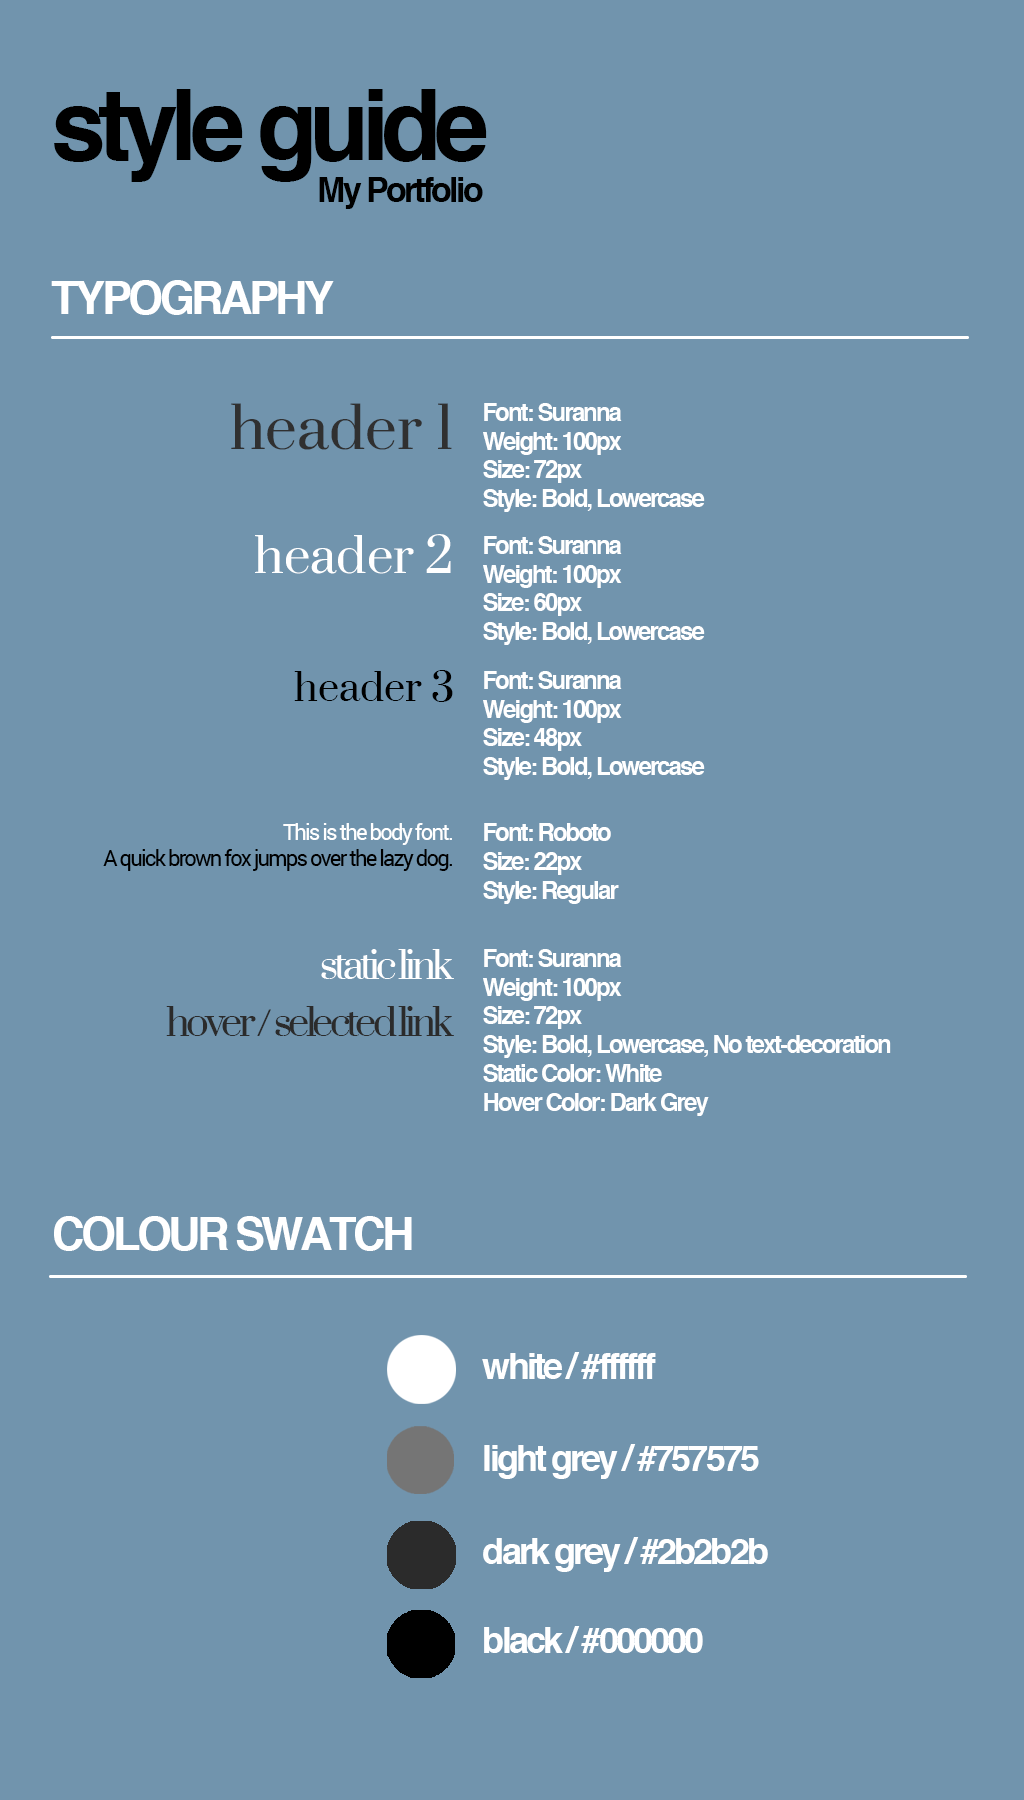 style guide
My Portfolio
TYPOGRAPHY
header 1
Font: Suranna
Weight: 100px
Size: 72px
Style: Bold, Lowercase
header 2
Font: Suranna
Weight: 100px
Size: 60px
Style: Bold, Lowercase
header 3
Font: Suranna
Weight: 100px
Size: 48px
Style: Bold, Lowercase
This is the body font.
A quick brown fox jumps over the lazy dog.
Font: Roboto
Size: 22px
Style: Regular
static link
hover / selected link
Font: Suranna
Weight: 100px
Size: 72px
Style: Bold, Lowercase, No text-decoration
Static Color: White
Hover Color: Dark Grey
COLOUR SWATCH
white / #ffffff
light grey / #757575
dark grey / #2b2b2b
black / #000000